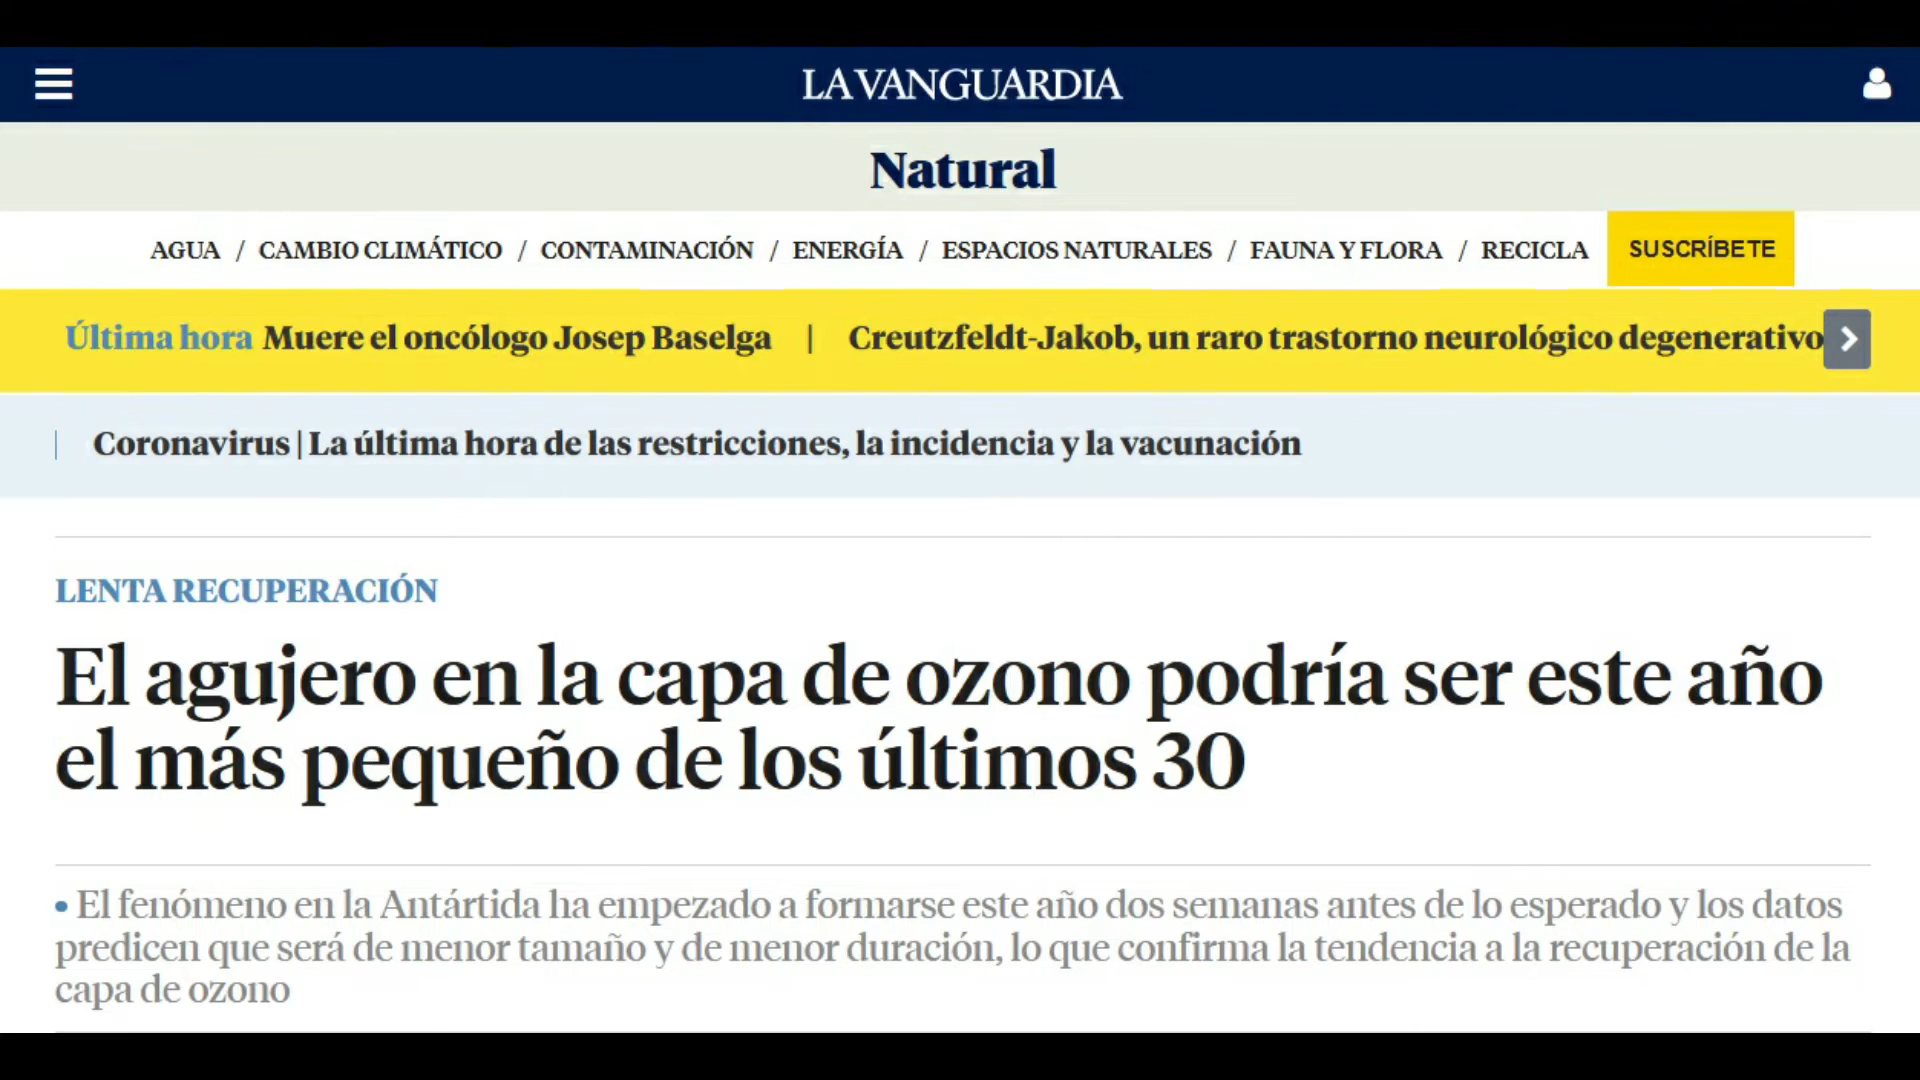 LA VANGUARDIA
Natural
AGUA / CAMBIO CLIMÁTICO / CONTAMINACIÓN / ENERGÍA / ESPACIOS NATURALES / FAUNA Y FLORA / RECICLA SUSCRÍBETE
Última hora Muere el oncólogo Josep Baselga | Creutzfeldt-Jakob, un raro trastorno neurológico degenerativo
Coronavirus | La última hora de las restricciones, la incidencia y la vacunación
LENTA RECUPERACIÓN
El agujero en la capa de ozono podría ser este año
el más pequeño de los últimos 30
• El fenómeno en la Antártida ha empezado a formarse este año dos semanas antes de lo esperado y los datos
predicen que será de menor tamaño y de menor duración, lo que confirma la tendencia a la recuperación de la
capa de ozono